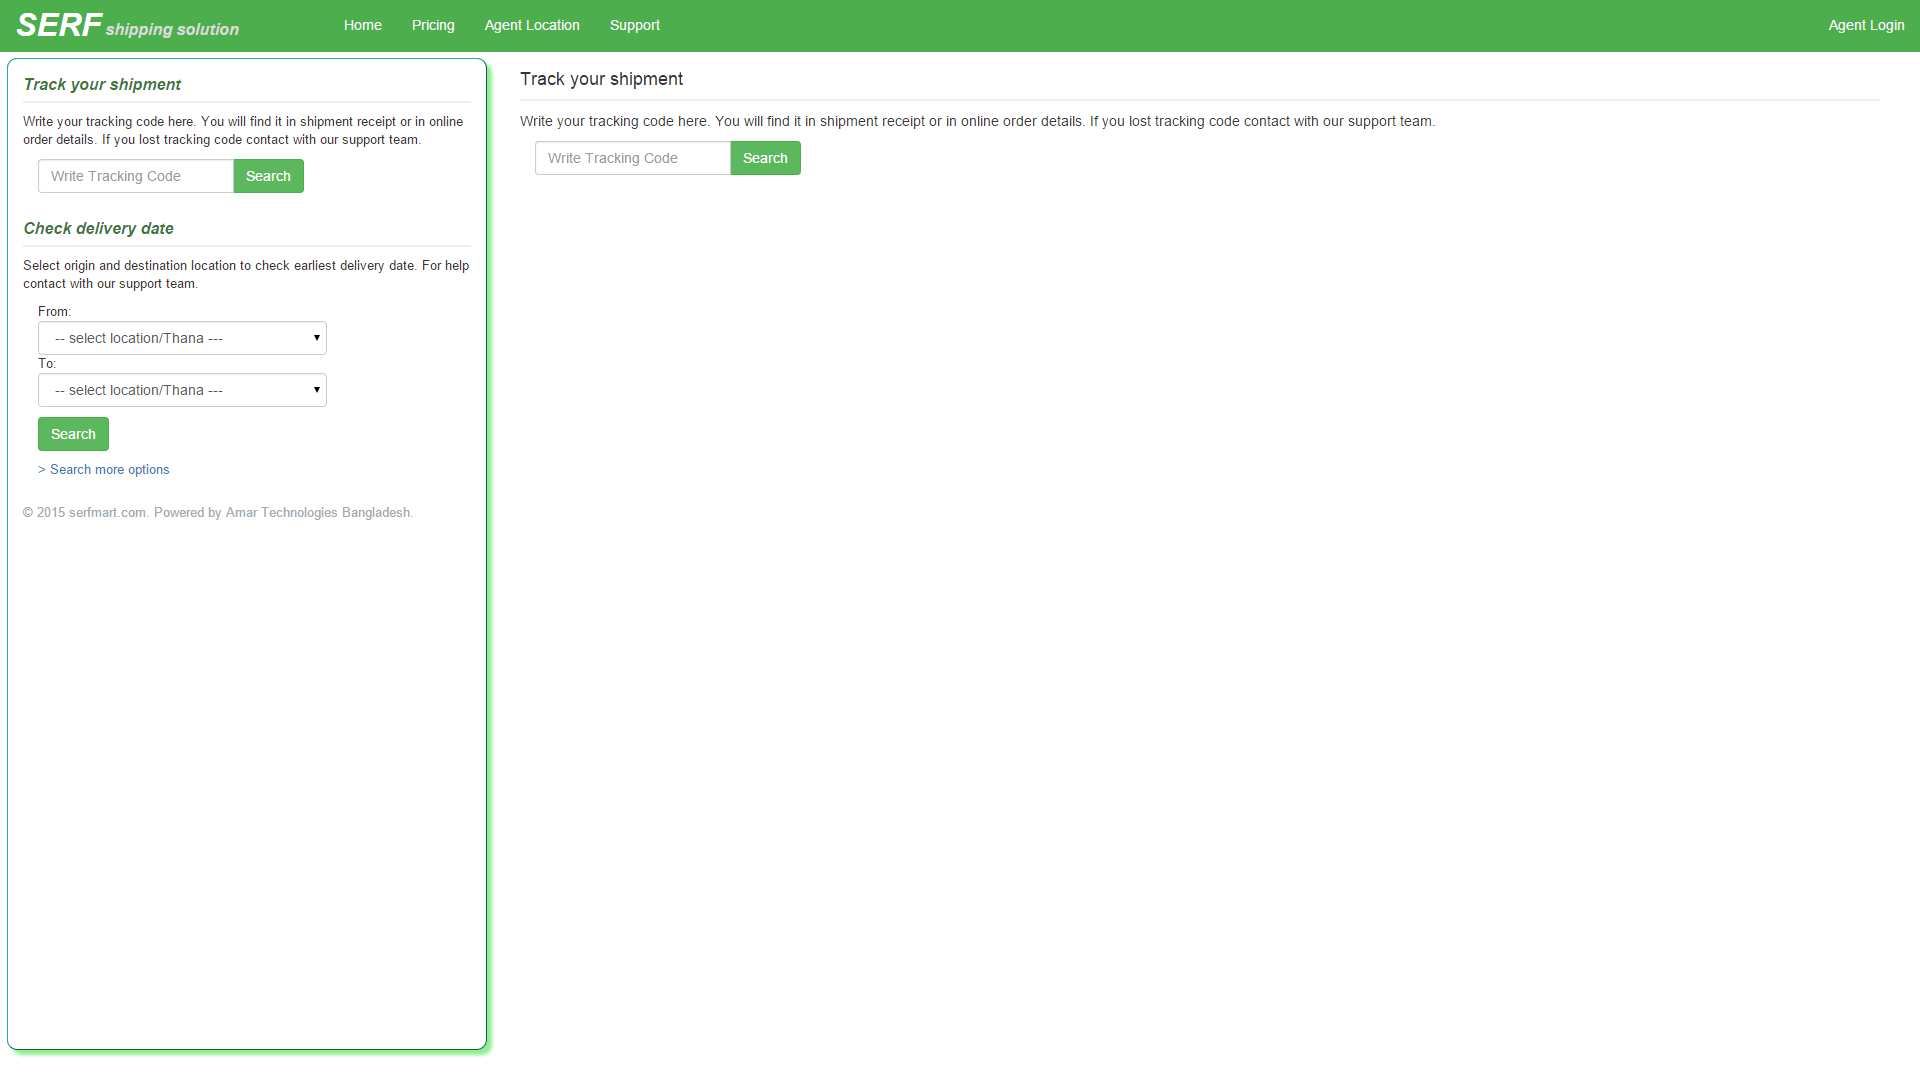 SERF shipping solution
Home
Pricing
Agent Location
Support
Agent Login
Track your shipment
Write your tracking code here. You will find it in shipment receipt or in online
order details. If you lost tracking code contact with our support team.
Write Tracking Code
Search
Check delivery date
Select origin and destination location to check earliest delivery date. For help
contact with our support team.
From:
-- select location/Thana ---
To:
-- select location/Thana ---
Search
> Search more options
© 2015 serfmart.com. Powered by Amar Technologies Bangladesh.
Track your shipment
Write your tracking code here. You will find it in shipment receipt or in online order details. If you lost tracking code contact with our support team.
Write Tracking Code
Search